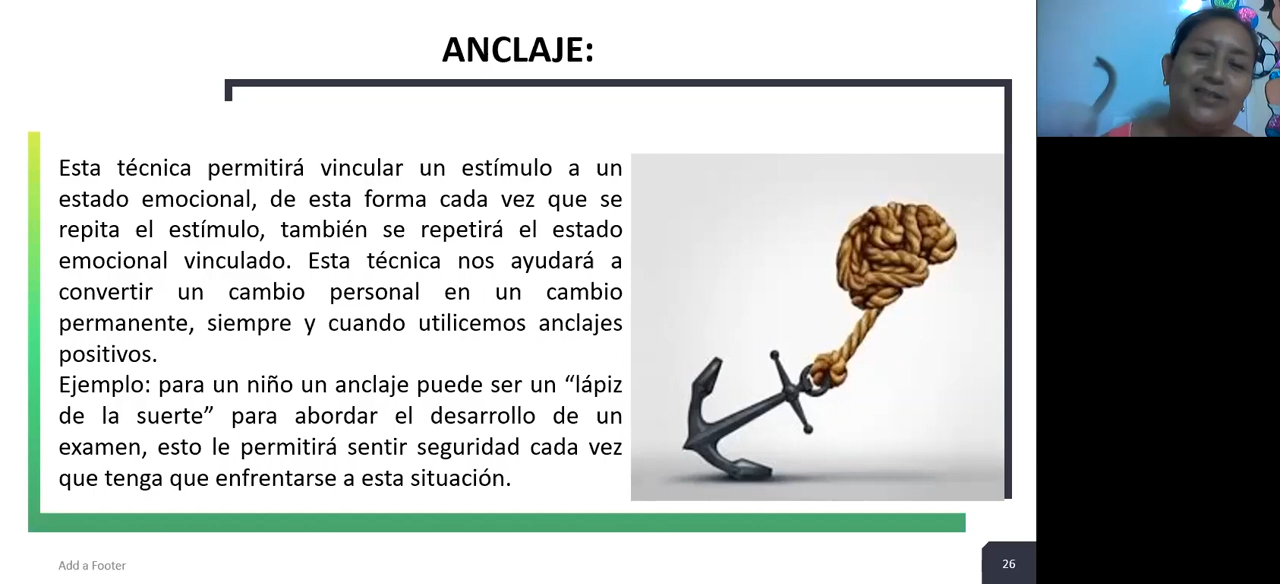 ANCLAJE:
Esta técnica permitirá vincular un estímulo a un
estado emocional, de esta forma cada vez que se
repita el estímulo, también se repetirá el estado
emocional vinculado. Esta técnica nos ayudará a
convertir un cambio personal en un cambio
permanente, siempre y cuando utilicemos anclajes
positivos.
Ejemplo: para un niño un anclaje puede ser un “lápiz
de la suerte” para abordar el desarrollo de un
examen, esto le permitirá sentir seguridad cada vez
que tenga que enfrentarse a esta situación.
Add a Footer
26